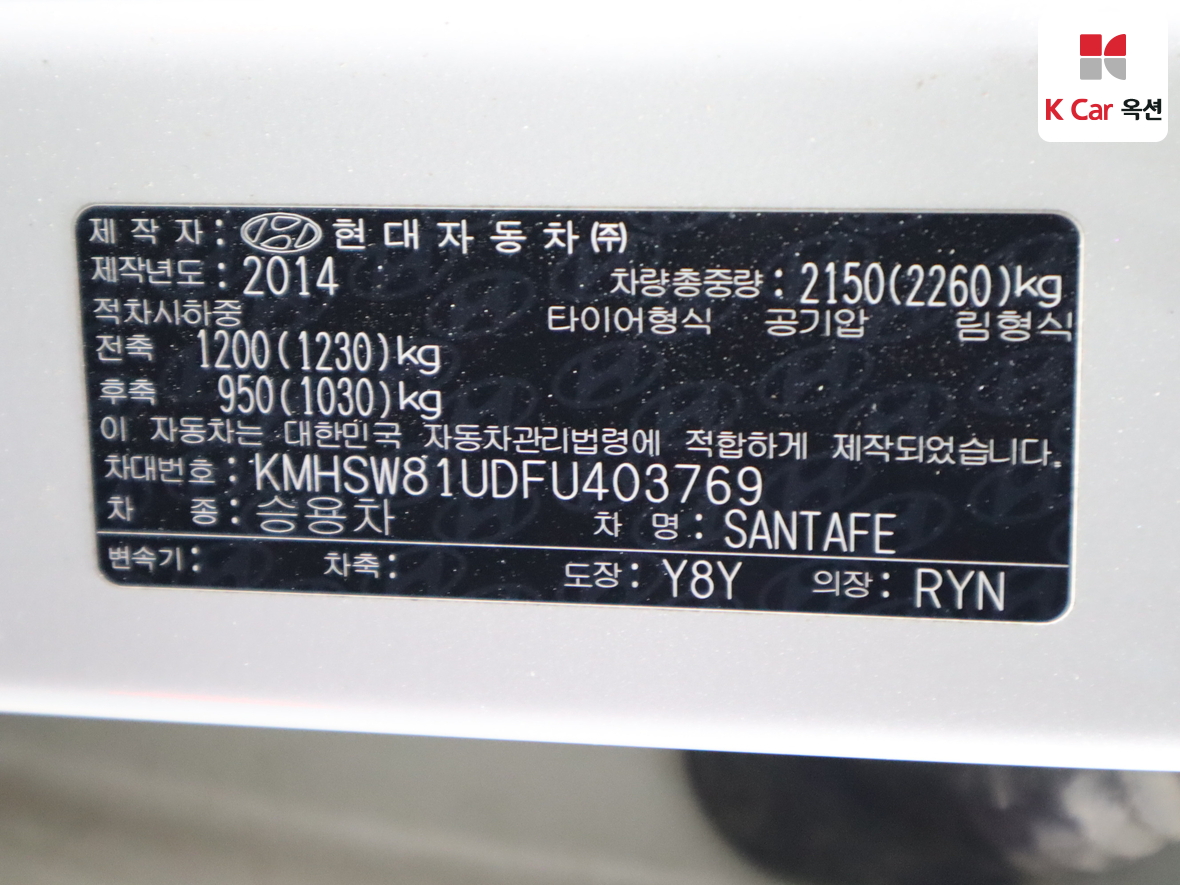 K Car 옥션
제 작 자 : 현 대 자 동 차 ㈜
제작년도 : 2014 차량총중량 : 2150(2260)kg
적차시하중 타이어형식 공기압 림형식
전축 1200(1230)kg
후축 950(1030)kg
이 자동차는 대한민국 자동차관리법령에 적합하게 제작되었습니다.
차대번호 : KMHSW81UDFU403769
차 종 : 승용차 차 명 : SANTAFE
변속기 : 차축 : 도장 : Y8Y 의장 : RYN